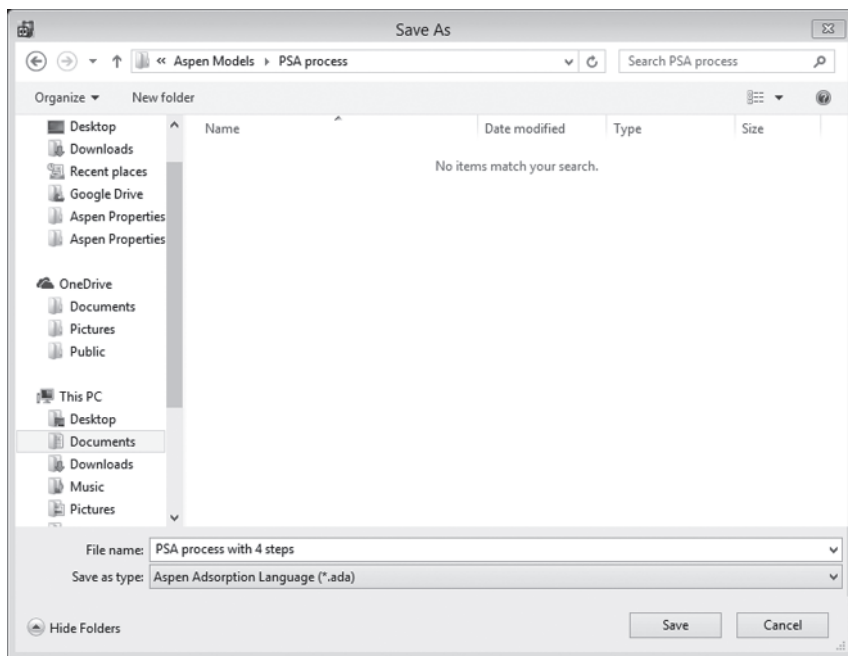 Save As
« Aspen Models PSA process
Search PSA process
Organize
New folder
Name
Date modified
Type
Size
No items match your search.
Desktop
Downloads
Recent places
Google Drive
Aspen Properties
Aspen Properties
OneDrive
Documents
Pictures
Public
This PC
Desktop
Documents
Downloads
Music
Pictures
File name: PSA process with 4 steps
Save as type: Aspen Adsorption Language (*.ada)
Hide Folders
Save
Cancel